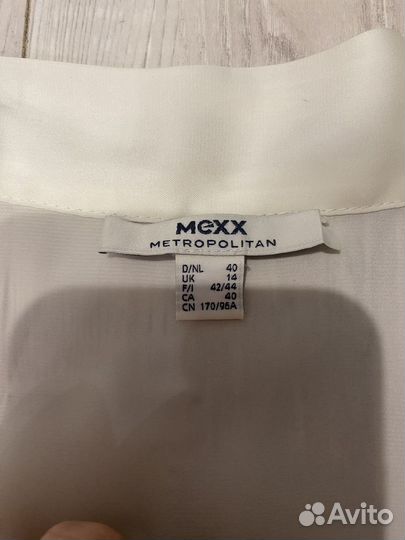 MEXX
METROPOLITAN
D/NL 40
UK 14
F/I 42/44
CA 40
CN 170/96A
Avito